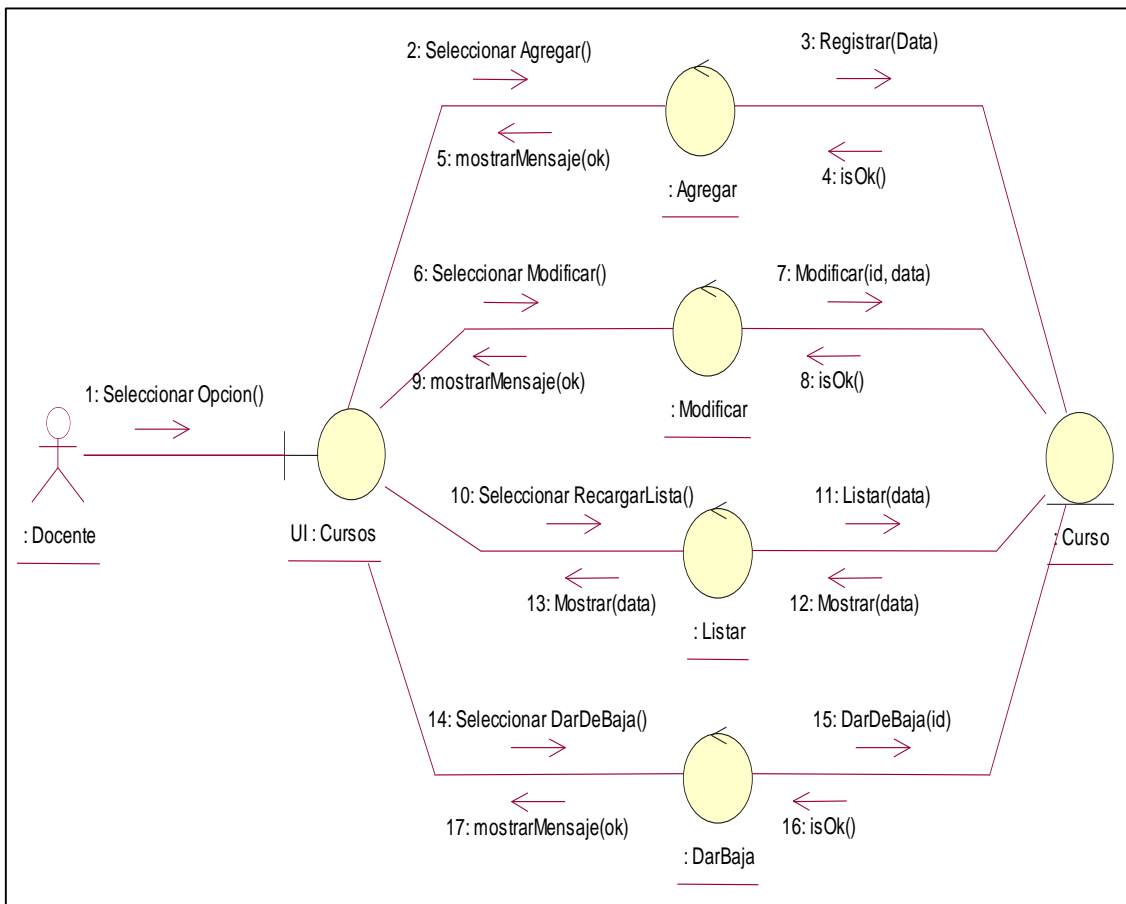 2: Seleccionar Agregar()
3: Registrar(Data)
5: mostrarMensaje(ok)
4: isOk()
: Agregar
6: Seleccionar Modificar()
7: Modificar(id, data)
9: mostrarMensaje(ok)
8: isOk()
: Modificar
1: Seleccionar Opcion()
: Docente
UI : Cursos
10: Seleccionar RecargarLista()
11: Listar(data)
: Curso
13: Mostrar(data)
12: Mostrar(data)
: Listar
14: Seleccionar DarDeBaja()
15: DarDeBaja(id)
17: mostrarMensaje(ok)
16: isOk()
: DarBaja